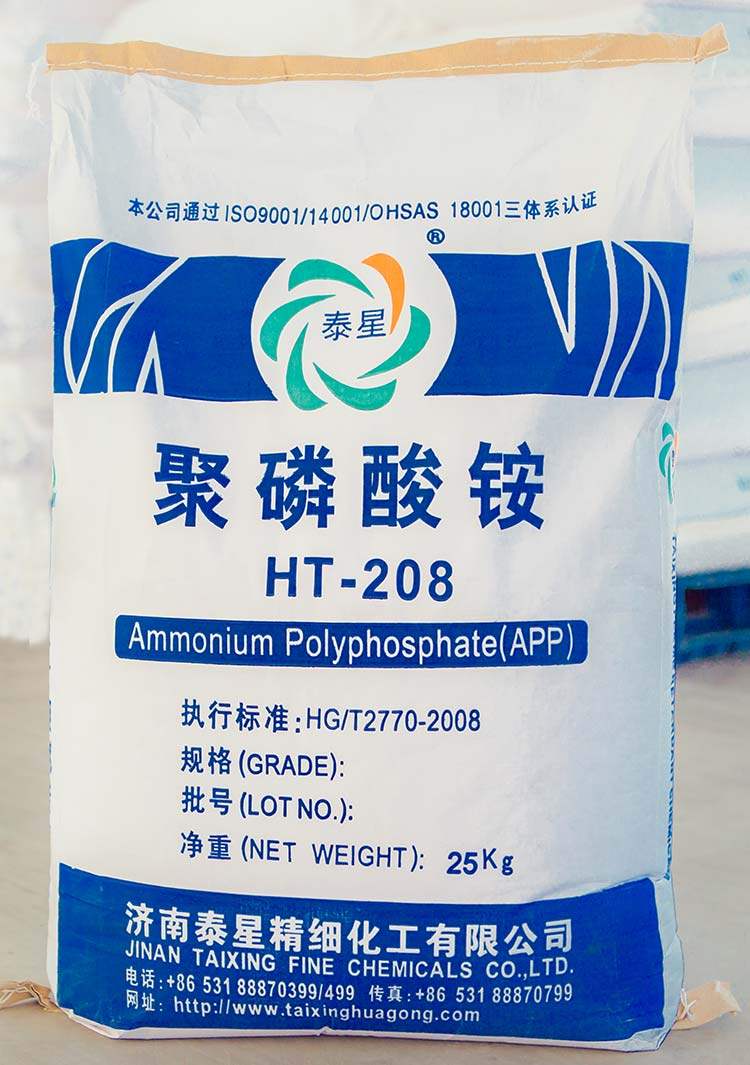 本公司通过ISO9001/14001/OHSAS 18001三体系认证
®
泰星
聚磷酸铵
HT-208
Ammonium Polyphosphate(APP)
执行标准:HG/T2770-2008
规格(GRADE):
批号(LOT NO.):
净重(NET WEIGHT): 25Kg
济南泰星精细化工有限公司
JINAN TAIXING FINE CHEMICALS CO.,LTD.
电话:+86 531 88870399/499 传真:+86 531 88870799
网址: http://www.taixinghuagong.com